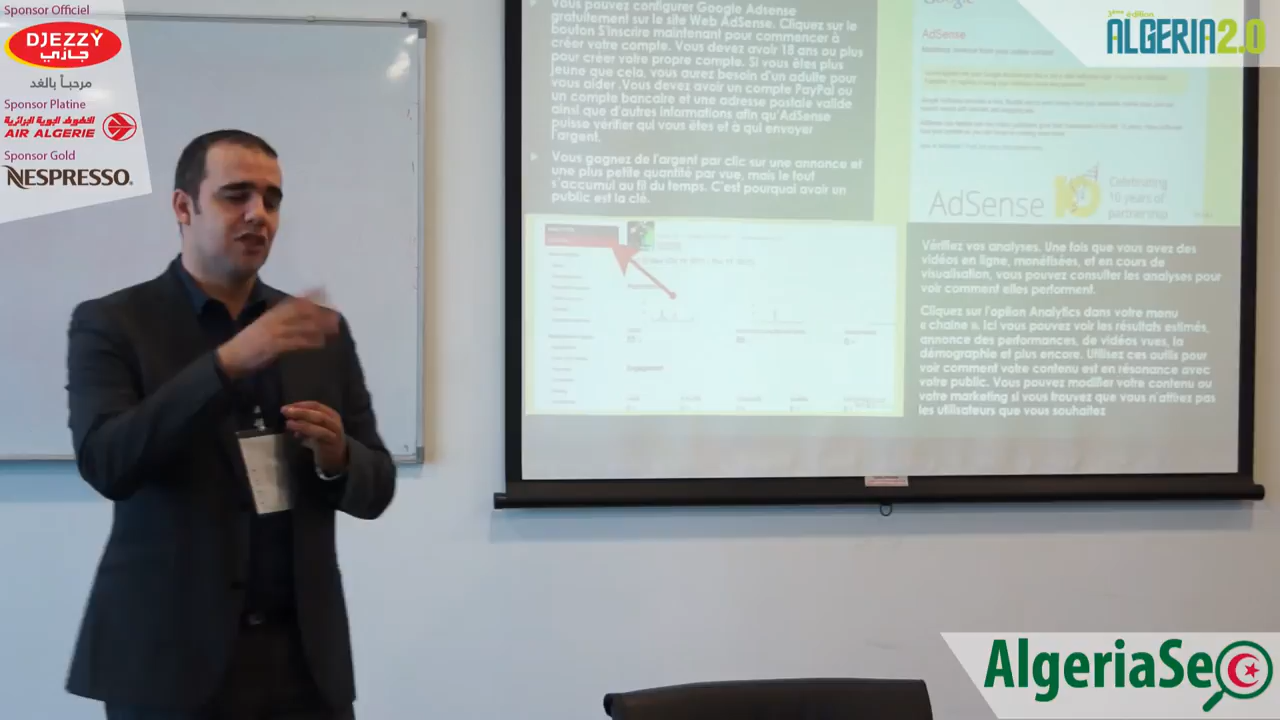 Sponsor Officiel
DJEZZY
جازي
مرحباً بالغد
Sponsor Platine
الخطوط الجوية الجزائرية
AIR ALGERIE
Sponsor Gold
NESPRESSO.
Vous pouvez configurer Google Adsense
gratuitement sur le site Web AdSense. Cliquez sur le
bouton S'inscrire maintenant pour commencer à
créer votre compte. Vous devez avoir 18 ans ou plus
pour créer votre propre compte. Si vous êtes plus
jeune que cela, vous aurez besoin d'un adulte pour
vous aider .Vous devez avoir un compte PayPal ou
un compte bancaire et une adresse postale valide
ainsi que d'autres informations afin qu'AdSense
puisse vérifier qui vous êtes et à qui envoyer
l'argent.
Vous gagnez de l'argent par clic sur une annonce et
une plus petite quantité par vue, mais le tout
s'accumul au fil du temps. C'est pourquoi avoir un
public est la clé.
Google
AdSense
AdSense 10
Celebrating
10 years of
partnership
Vérifiez vos analyses. Une fois que vous avez des
vidéos en ligne, monétisées, et en cours de
visualisation, vous pouvez consulter les analyses pour
voir comment elles performent.
Cliquez sur l'option Analytics dans votre menu
« chaine ». Ici vous pouvez voir les résultats estimés,
annonce des performances, de vidéos vues, la
démographie et plus encore. Utilisez ces outils pour
voir comment votre contenu est en résonance avec
votre public. Vous pouvez modifier votre contenu ou
votre marketing si vous trouvez que vous n'attirez pas
les utilisateurs que vous souhaitez
Engagement
3ème édition
ALGERIA2.0
AlgeriaSeo